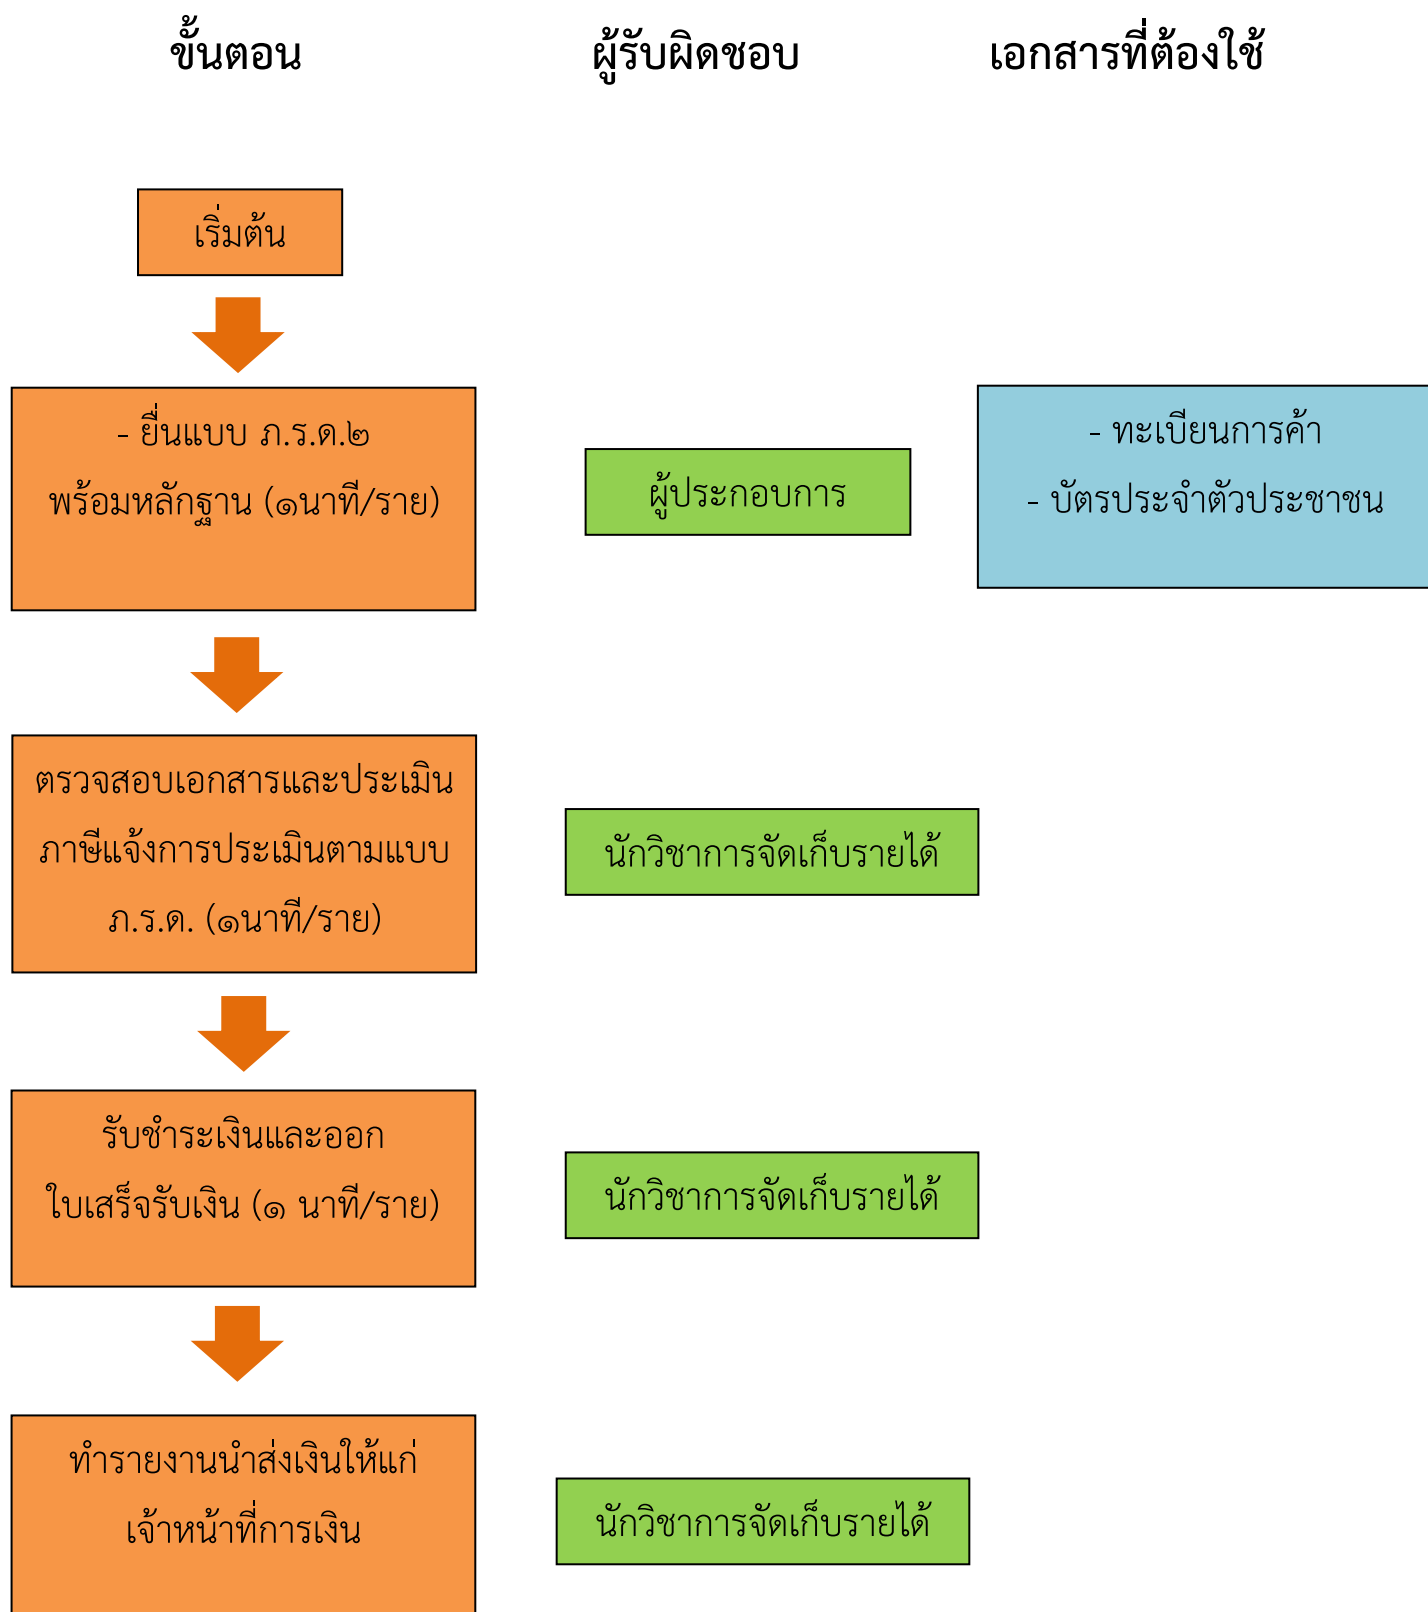 ขั้นตอน ผู้รับผิดชอบ เอกสารที่ต้องใช้
เริ่มต้น
- ยื่นแบบ ภ.ร.ด.๒
พร้อมหลักฐาน (๑นาที/ราย)
ผู้ประกอบการ
- ทะเบียนการค้า
- บัตรประจำตัวประชาชน
ตรวจสอบเอกสารและประเมิน
ภาษีแจ้งการประเมินตามแบบ
ภ.ร.ด. (๑นาที/ราย)
นักวิชาการจัดเก็บรายได้
รับชำระเงินและออก
ใบเสร็จรับเงิน (๑ นาที/ราย)
นักวิชาการจัดเก็บรายได้
ทำรายงานนำส่งเงินให้แก่
เจ้าหน้าที่การเงิน
นักวิชาการจัดเก็บรายได้